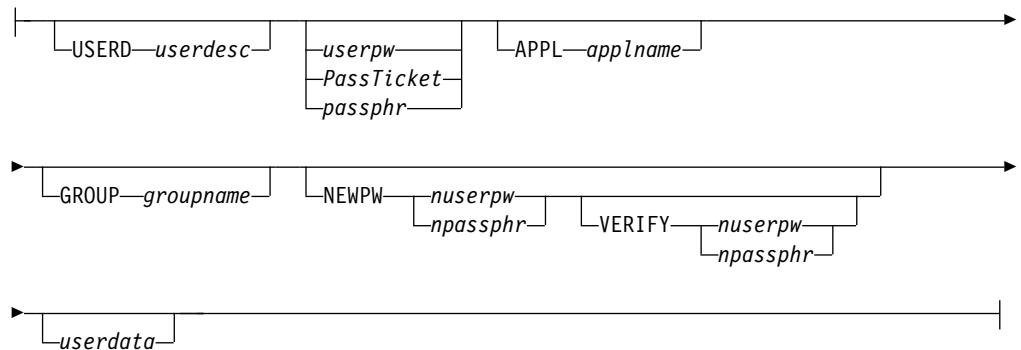 USERD userdesc userpw APPL applname
PassTicket
passphr
GROUP groupname NEWPW nuserpw
npassphr VERIFY nuserpw
npassphr
userdata